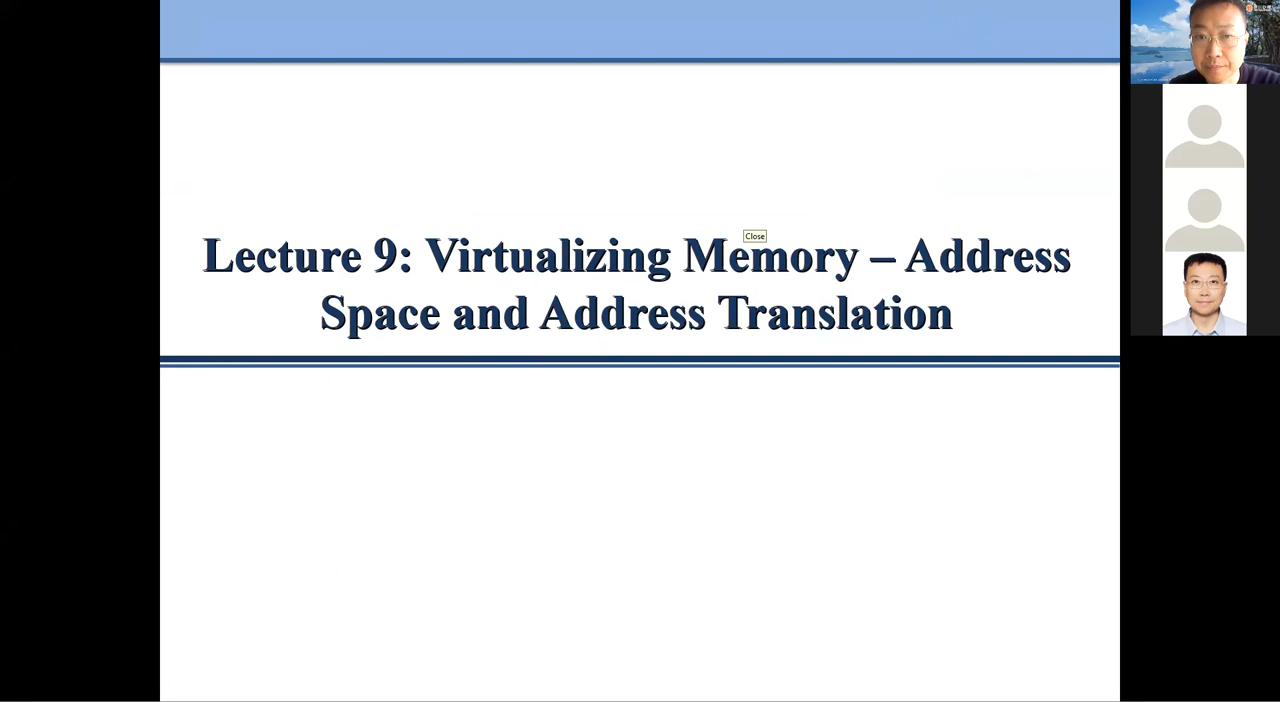 Close
Lecture 9: Virtualizing Memory – Address
Space and Address Translation